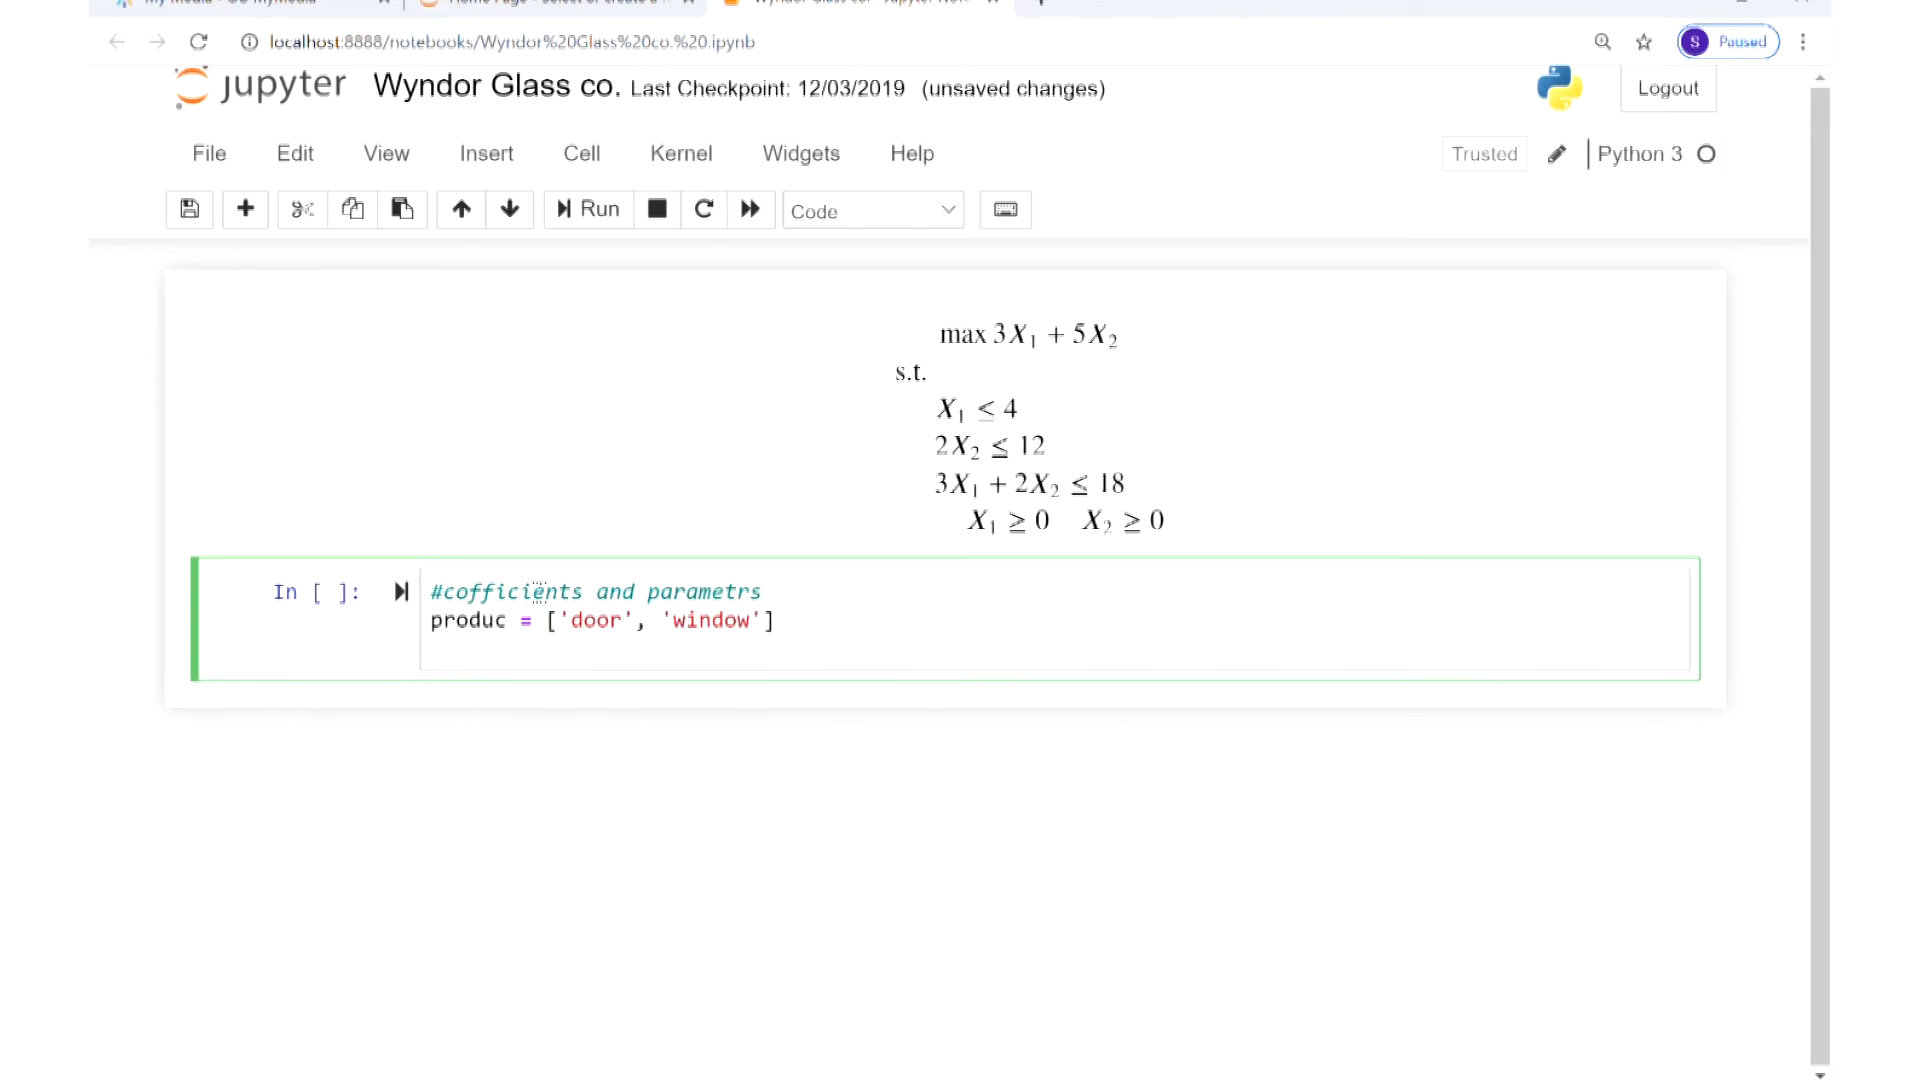 localhost:8888/notebooks/Wyndor%20Glass%20co.%20.ipynb
S Paused
jupyter Wyndor Glass co. Last Checkpoint: 12/03/2019 (unsaved changes)
Logout
File Edit View Insert Cell Kernel Widgets Help
Trusted Python 3
Run Code
max 3X₁ + 5X₂
s.t.
X₁ ≤ 4
2X₂ ≤ 12
3X₁ + 2X₂ ≤ 18
X₁ ≥ 0 X₂ ≥ 0
In [ ]: #cofficients and parametrs
produc = ['door', 'window']